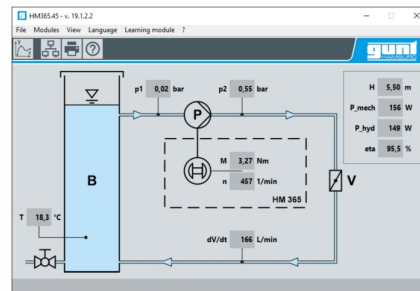 HM365.45 - v. 19.1.2.2
File Modules View Language Learning module ?
gunt
HAMBURG
p1 0,02 bar
p2 0,55 bar
H 5,50 m
P_mech 156 W
P_hyd 149 W
eta 95,5 %
P
M 3,27 Nm
n 457 1/min
HM 365
B
V
T 18,3 °C
dV/dt 166 L/min